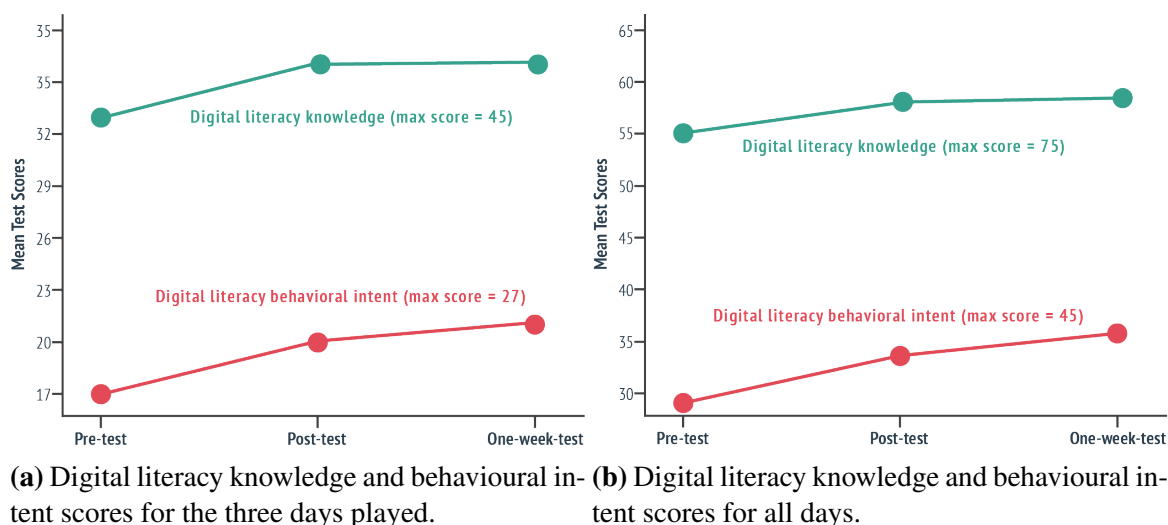 35
35
32
29
26
23
20
17
Mean Test Scores
Digital literacy knowledge (max score = 45)
Digital literacy behavioral intent (max score = 27)
Pre-test
Post-test
One-week-test
(a) Digital literacy knowledge and behavioural in-
tent scores for the three days played.
65
60
55
50
45
40
35
30
Mean Test Scores
Digital literacy knowledge (max score = 75)
Digital literacy behavioral intent (max score = 45)
Pre-test
Post-test
One-week-test
(b) Digital literacy knowledge and behavioural in-
tent scores for all days.